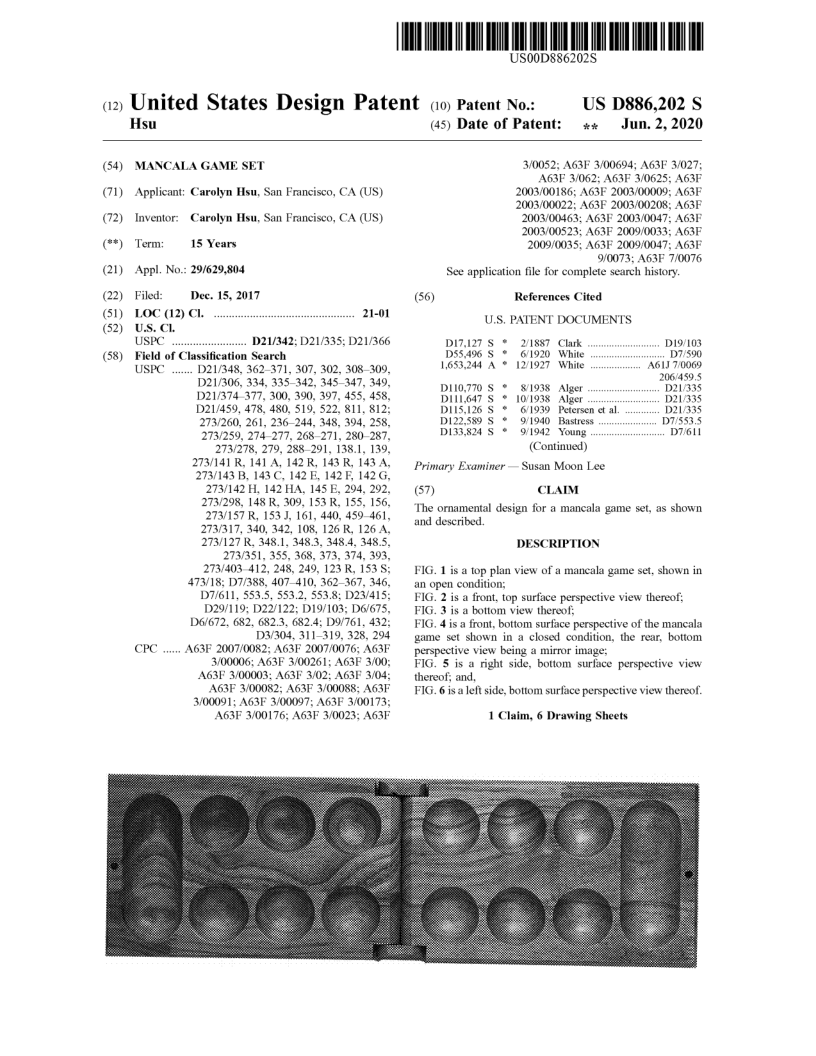 US00D886202S
(12) United States Design Patent
Hsu
(10) Patent No.: US D886,202 S
(45) Date of Patent: ** Jun. 2, 2020
(54) MANCALA GAME SET
(71) Applicant: Carolyn Hsu, San Francisco, CA (US)
(72) Inventor: Carolyn Hsu, San Francisco, CA (US)
(**) Term: 15 Years
(21) Appl. No.: 29/629,804
(22) Filed: Dec. 15, 2017
(51) LOC (12) Cl. ............................................... 21-01
(52) U.S. Cl.
USPC ......................... D21/342; D21/335; D21/366
(58) Field of Classification Search
USPC ....... D21/348, 362–371, 307, 302, 308–309,
D21/306, 334, 335–342, 345–347, 349,
D21/374–377, 300, 390, 397, 455, 458,
D21/459, 478, 480, 519, 522, 811, 812;
273/260, 261, 236–244, 348, 394, 258,
273/259, 274–277, 268–271, 280–287,
273/278, 279, 288–291, 138.1, 139,
273/141 R, 141 A, 142 R, 143 R, 143 A,
273/143 B, 143 C, 142 E, 142 F, 142 G,
273/142 H, 142 HA, 145 E, 294, 292,
273/298, 148 R, 309, 153 R, 155, 156,
273/157 R, 153 J, 161, 440, 459–461,
273/317, 340, 342, 108, 126 R, 126 A,
273/127 R, 348.1, 348.3, 348.4, 348.5,
273/351, 355, 368, 373, 374, 393,
273/403–412, 248, 249, 123 R, 153 S;
473/18; D7/388, 407–410, 362–367, 346,
D7/611, 553.5, 553.2, 553.8; D23/415;
D29/119; D22/122; D19/103; D6/675,
D6/672, 682, 682.3, 682.4; D9/761, 432;
D3/304, 311–319, 328, 294
CPC ...... A63F 2007/0082; A63F 2007/0076; A63F
3/00006; A63F 3/00261; A63F 3/00;
A63F 3/00003; A63F 3/02; A63F 3/04;
A63F 3/00082; A63F 3/00088; A63F
3/00091; A63F 3/00097; A63F 3/00173;
A63F 3/00176; A63F 3/0023; A63F
3/0052; A63F 3/00694; A63F 3/027;
A63F 3/062; A63F 3/0625; A63F
2003/00186; A63F 2003/00009; A63F
2003/00022; A63F 2003/00208; A63F
2003/00463; A63F 2003/0047; A63F
2003/00523; A63F 2009/0033; A63F
2009/0035; A63F 2009/0047; A63F
9/0073; A63F 7/0076
See application file for complete search history.
(56) References Cited
U.S. PATENT DOCUMENTS
D17,127 S * 2/1887 Clark ........................ D19/103
D55,496 S * 6/1920 White ......................... D7/590
1,653,244 A * 12/1927 White ................. A61J 7/0069
206/459.5
D110,770 S * 8/1938 Alger ........................ D21/335
D111,647 S * 10/1938 Alger ........................ D21/335
D115,126 S * 6/1939 Petersen et al. ............ D21/335
D122,589 S * 9/1940 Bastress .................... D7/553.5
D133,824 S * 9/1942 Young ......................... D7/611
(Continued)
Primary Examiner — Susan Moon Lee
(57) CLAIM
The ornamental design for a mancala game set, as shown
and described.
DESCRIPTION
FIG. 1 is a top plan view of a mancala game set, shown in
an open condition;
FIG. 2 is a front, top surface perspective view thereof;
FIG. 3 is a bottom view thereof;
FIG. 4 is a front, bottom surface perspective of the mancala
game set shown in a closed condition, the rear, bottom
perspective view being a mirror image;
FIG. 5 is a right side, bottom surface perspective view
thereof; and,
FIG. 6 is a left side, bottom surface perspective view thereof.
1 Claim, 6 Drawing Sheets